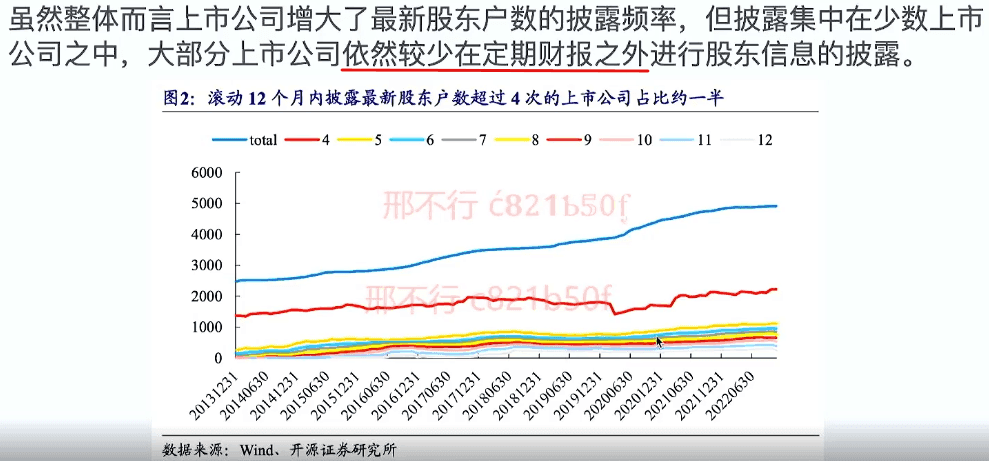 虽然整体而言上市公司增大了最新股东户数的披露频率，但披露集中在少数上市
公司之中，大部分上市公司依然较少在定期财报之外进行股东信息的披露。
图2：滚动 12 个月内披露最新股东户数超过 4 次的上市公司占比约一半
total 4 5 6 7 8 9 10 11 12
6000
5000
4000
3000
2000
1000
0
邢不行
邢不行 c821b50f
20131231 20140630 20141231 20150630 20151231 20160630 20161231 20170630 20171231 20180630 20181231 20190630 20191231 20200630 20201231 20210630 20211231 20220630
数据来源：Wind、开源证券研究所